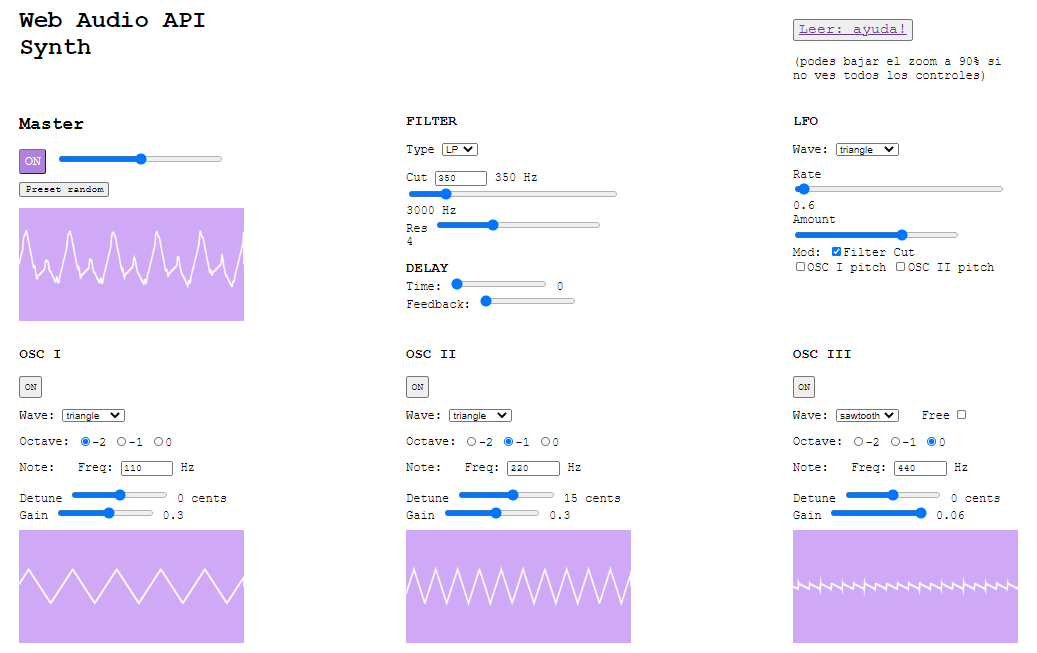 Web Audio API
Synth
Leer: ayuda!
(podes bajar el zoom a 90% si
no ves todos los controles)
Master
ON
Preset random
FILTER
Type LP
Cut 350 350 Hz
3000 Hz
Res
4
DELAY
Time: 0
Feedback:
LFO
Wave: triangle
Rate
0.6
Amount
Mod: Filter Cut
OSC I pitch OSC II pitch
OSC I
ON
Wave: triangle
Octave: -2 -1 0
Note: Freq: 110 Hz
Detune 0 cents
Gain 0.3
OSC II
ON
Wave: triangle
Octave: -2 -1 0
Note: Freq: 220 Hz
Detune 15 cents
Gain 0.3
OSC III
ON
Wave: sawtooth Free
Octave: -2 -1 0
Note: Freq: 440 Hz
Detune 0 cents
Gain 0.06